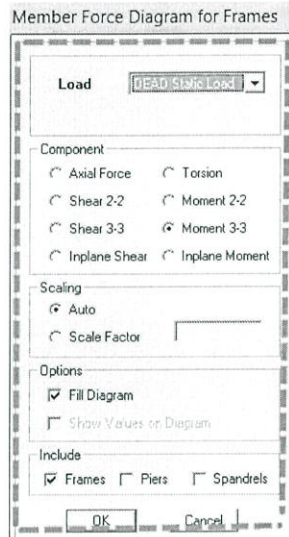 Member Force Diagram for Frames
Load DEAD Static Load
Component
Axial Force Torsion
Shear 2-2 Moment 2-2
Shear 3-3 Moment 3-3
Inplane Shear Inplane Moment
Scaling
Auto
Scale Factor
Options
Fill Diagram
Show Values on Diagram
Include
Frames Piers Spandrels
OK Cancel